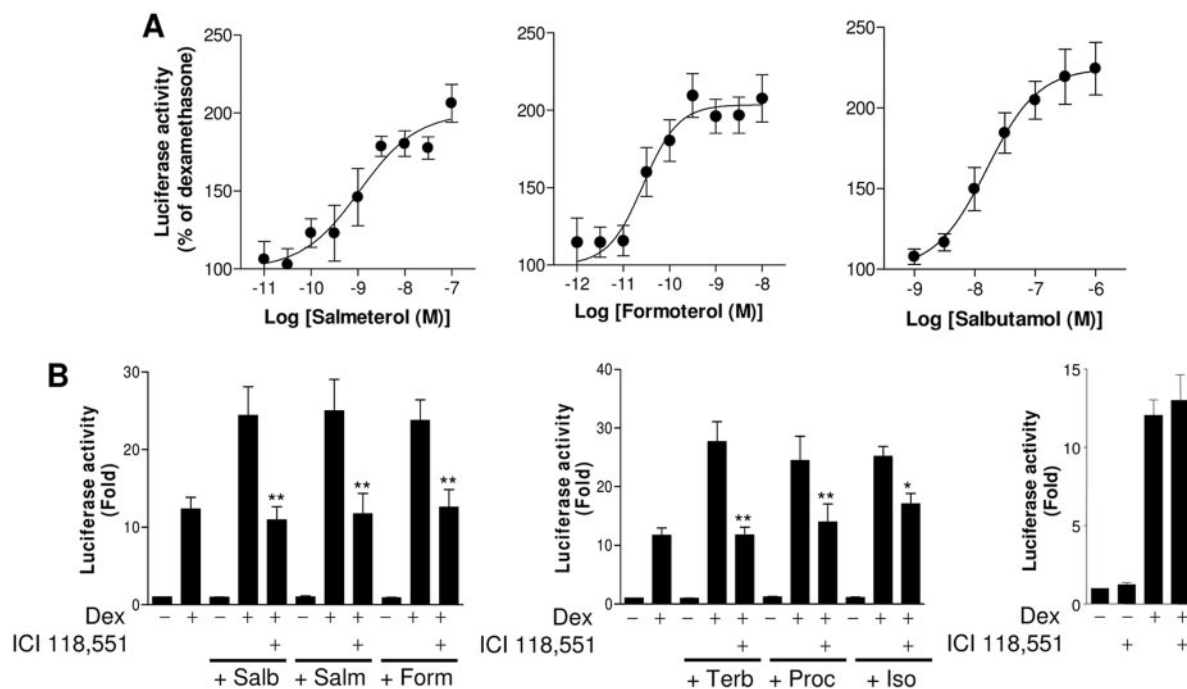 A
Luciferase activity
(% of dexamethasone)
250
200
150
100
-11 -10 -9 -8 -7
Log [Salmeterol (M)]
250
200
150
100
-12 -11 -10 -9 -8
Log [Formoterol (M)]
250
200
150
100
-9 -8 -7 -6
Log [Salbutamol (M)]
B
Luciferase activity
(Fold)
30
20
10
0
** ** **
Dex − + − + + − + + − + +
ICI 118,551 + + +
+ Salb + Salm + Form
Luciferase activity
(Fold)
40
30
20
10
0
** ** *
− + − + + − + + − + +
ICI 118,551 + + +
+ Terb + Proc + Iso
Luciferase activity
(Fold)
15
10
5
0
− − + +
ICI 118,551 + +